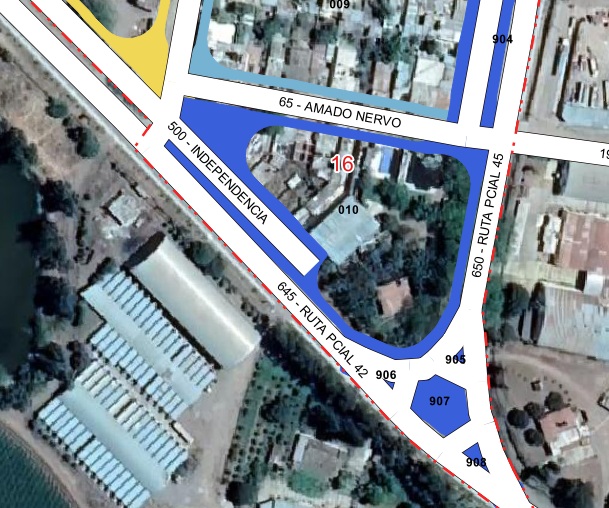 009
904
65 - AMADO NERVO
500 - INDEPENDENCIA
16
19
010
650 - RUTA PCIAL 45
645 - RUTA PCIAL 42
905
906
907
908